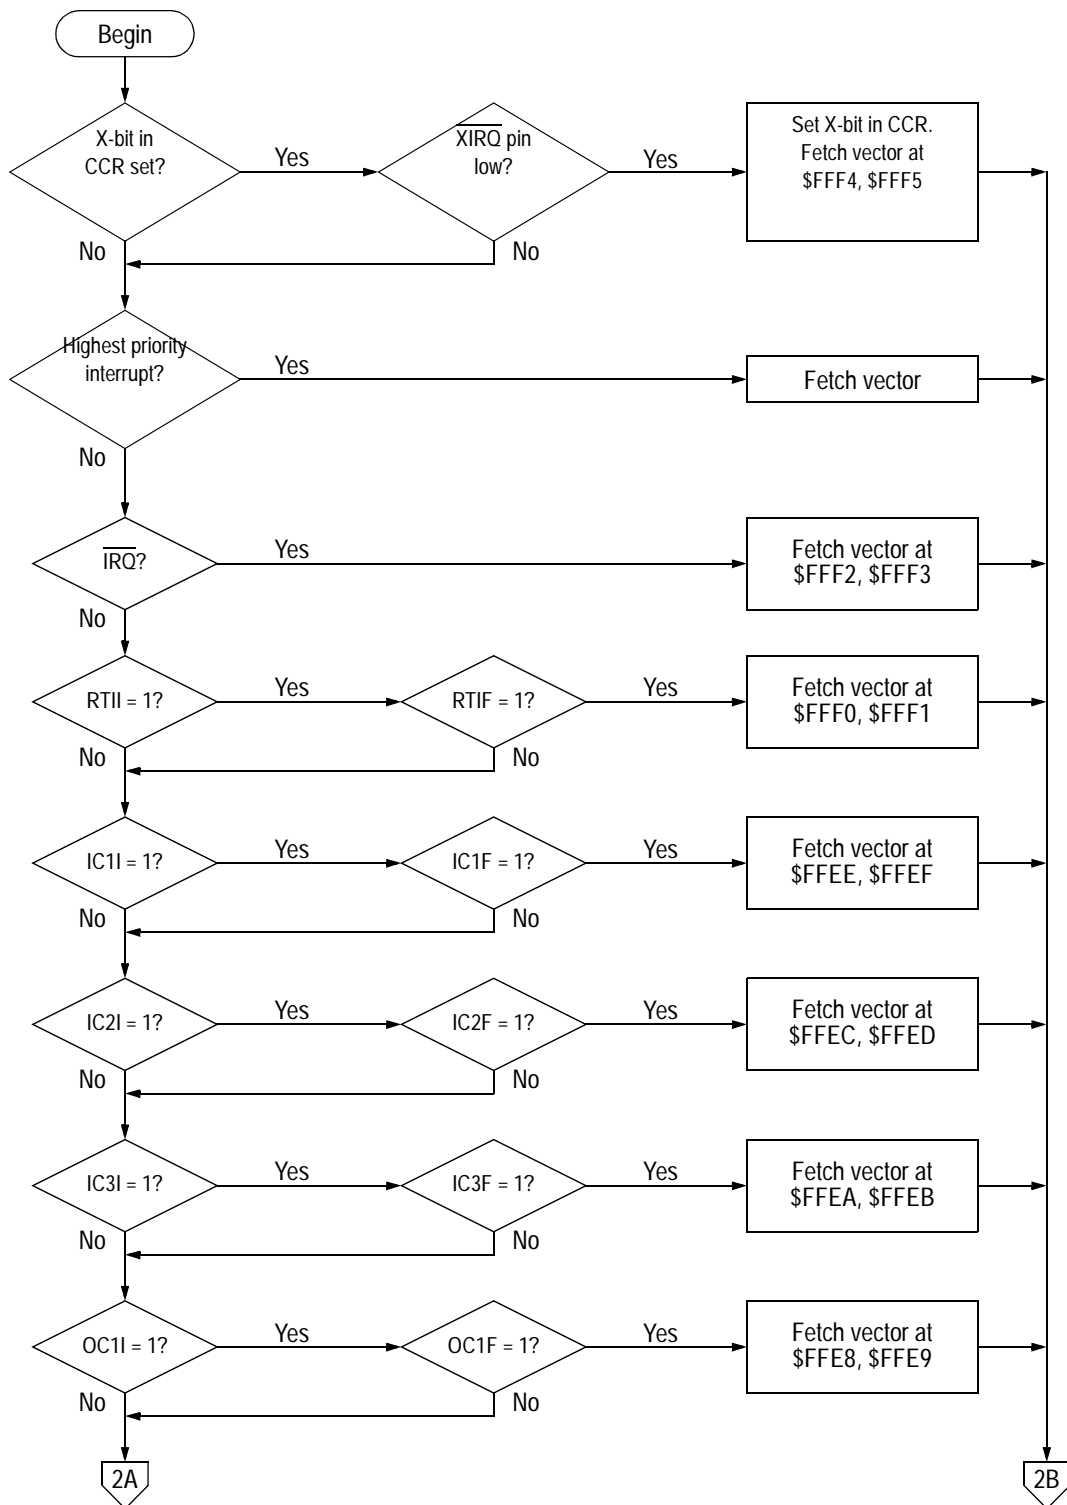 Begin
X-bit in
CCR set?
Yes
XIRQ pin
low?
Yes
Set X-bit in CCR.
Fetch vector at
$FFF4, $FFF5
No
No
Highest priority
interrupt?
Yes
Fetch vector
No
IRQ?
Yes
Fetch vector at
$FFF2, $FFF3
No
RTII = 1?
Yes
RTIF = 1?
Yes
Fetch vector at
$FFF0, $FFF1
No
No
IC1I = 1?
Yes
IC1F = 1?
Yes
Fetch vector at
$FFEE, $FFEF
No
No
IC2I = 1?
Yes
IC2F = 1?
Yes
Fetch vector at
$FFEC, $FFED
No
No
IC3I = 1?
Yes
IC3F = 1?
Yes
Fetch vector at
$FFEA, $FFEB
No
No
OC1I = 1?
Yes
OC1F = 1?
Yes
Fetch vector at
$FFE8, $FFE9
No
No
2A
2B